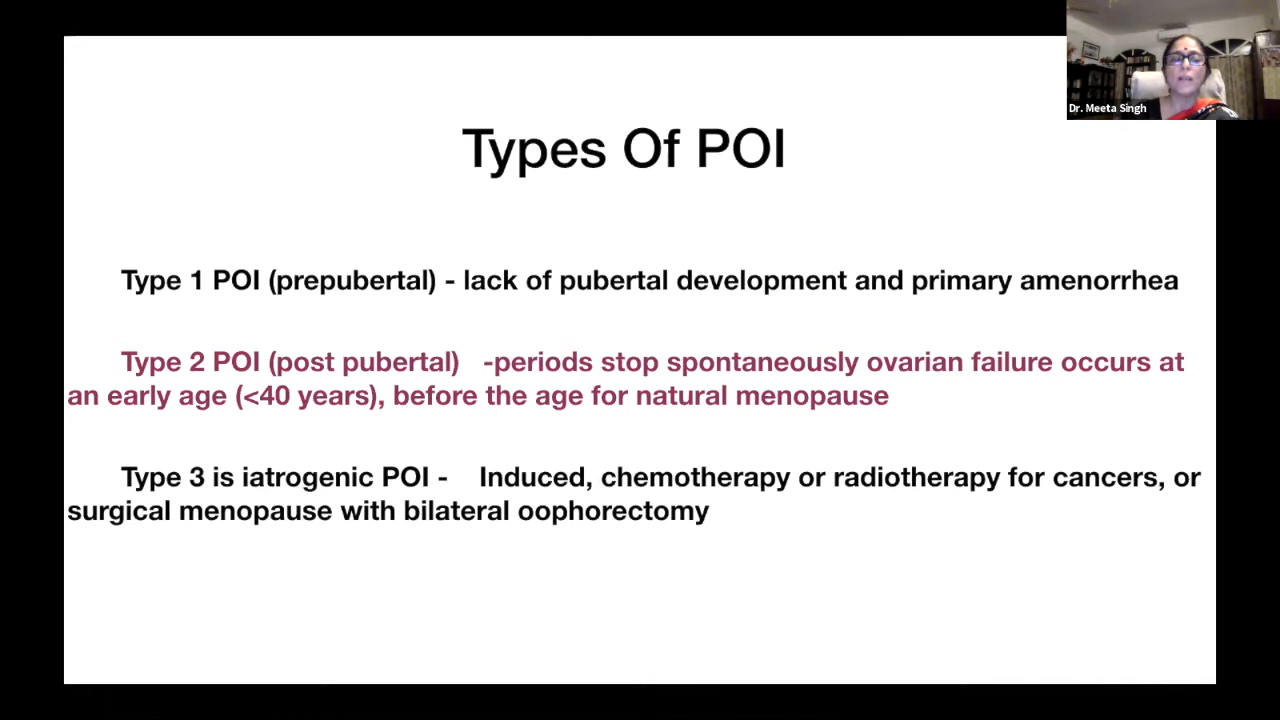 Dr. Meeta Singh
Types Of POI
Type 1 POI (prepubertal) - lack of pubertal development and primary amenorrhea
Type 2 POI (post pubertal) -periods stop spontaneously ovarian failure occurs at
an early age (<40 years), before the age for natural menopause
Type 3 is iatrogenic POI - Induced, chemotherapy or radiotherapy for cancers, or
surgical menopause with bilateral oophorectomy